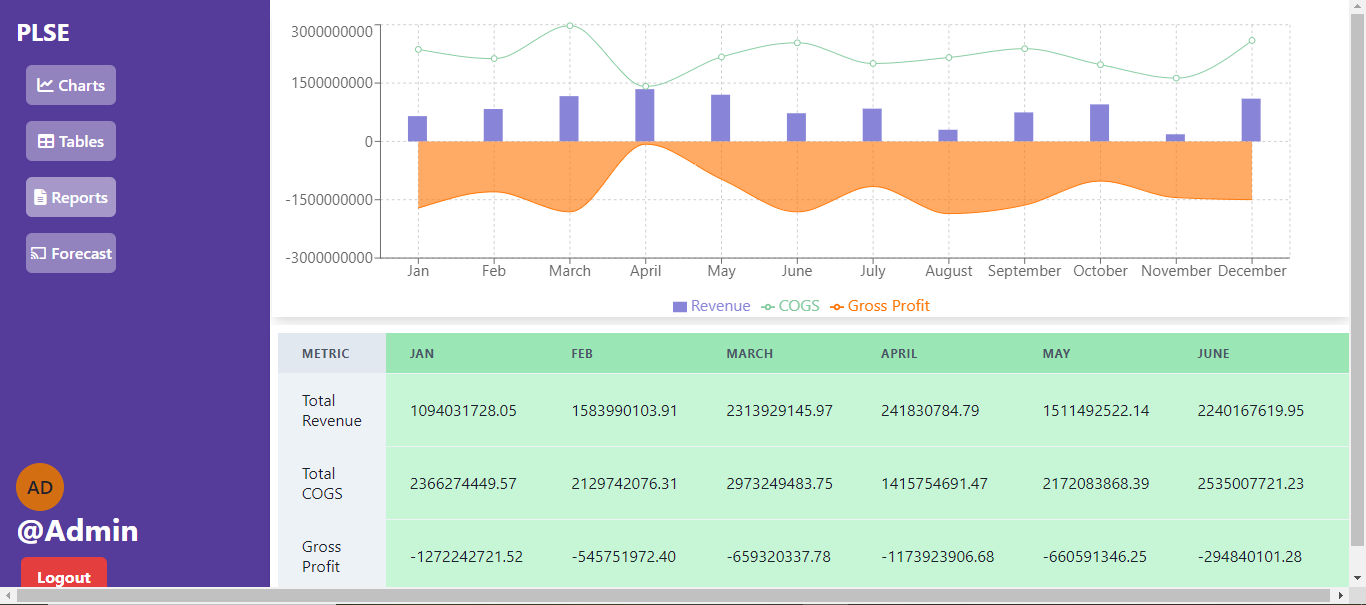 PLSE
Charts
Tables
Reports
Forecast
AD
@Admin
Logout
3000000000
1500000000
0
-1500000000
-3000000000
Jan Feb March April May June July August September October November December
Revenue COGS Gross Profit
METRIC JAN FEB MARCH APRIL MAY JUNE
Total Revenue 1094031728.05 1583990103.91 2313929145.97 241830784.79 1511492522.14 2240167619.95
Total COGS 2366274449.57 2129742076.31 2973249483.75 1415754691.47 2172083868.39 2535007721.23
Gross Profit -1272242721.52 -545751972.40 -659320337.78 -1173923906.68 -660591346.25 -294840101.28